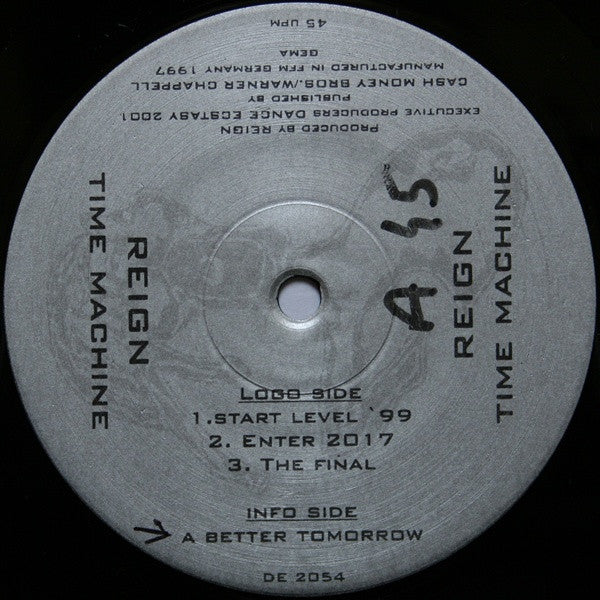 45 UPM
GEMA
MANUFACTURED IN FFM GERMANY 1997
CASH MONEY BROS./WARNER CHAPPELL
PUBLISHED BY
EXECUTIVE PRODUCERS DANCE ECSTASY 2001
PRODUCED BY REIGN
TIME MACHINE
REIGN
A 45
REIGN
TIME MACHINE
LOGO SIDE
1.START LEVEL `99
2. ENTER 2017
3. THE FINAL
INFO SIDE
→ A BETTER TOMORROW
DE 2054